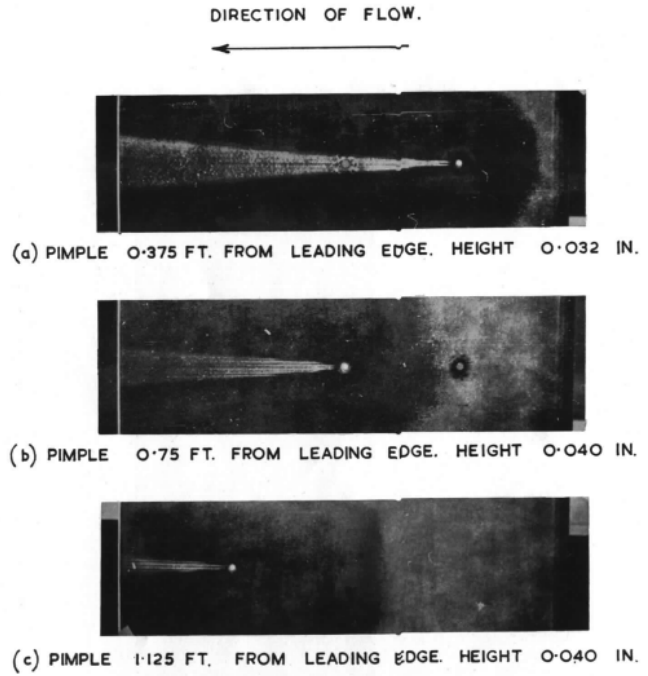 DIRECTION OF FLOW.
(a) PIMPLE 0·375 FT. FROM LEADING EDGE. HEIGHT 0·032 IN.
(b) PIMPLE 0·75 FT. FROM LEADING EDGE. HEIGHT 0·040 IN.
(c) PIMPLE 1·125 FT. FROM LEADING EDGE. HEIGHT 0·040 IN.